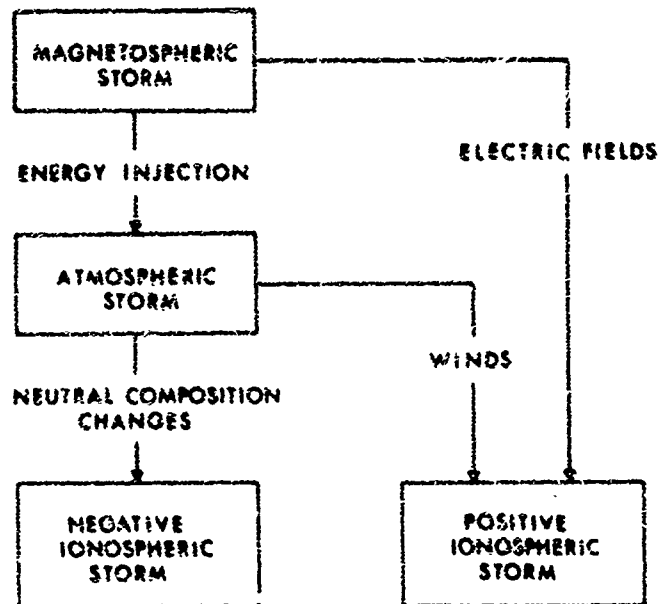 MAGNETOSPHERIC
STORM
ELECTRIC FIELDS
ENERGY INJECTION
ATMOSPHERIC
STORM
WINDS
NEUTRAL COMPOSITION
CHANGES
NEGATIVE
IONOSPHERIC
STORM
POSITIVE
IONOSPHERIC
STORM